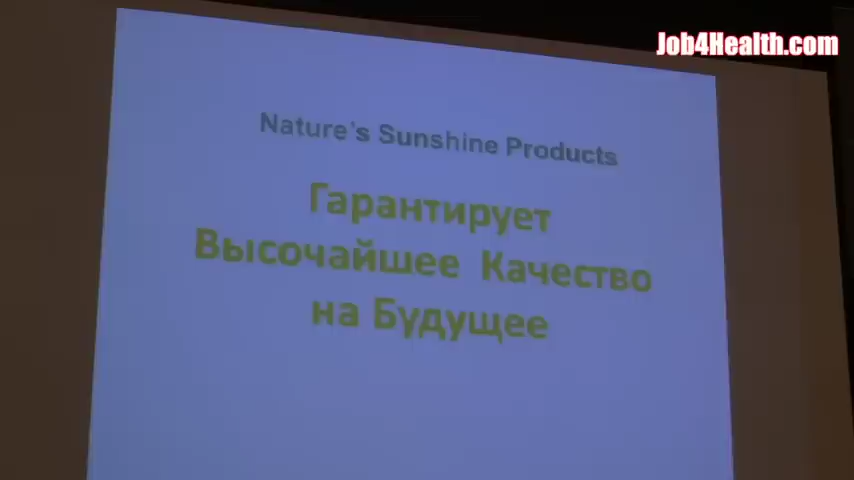 Job4Health.com
Nature's Sunshine Products
Гарантирует
Высочайшее Качество
на Будущее